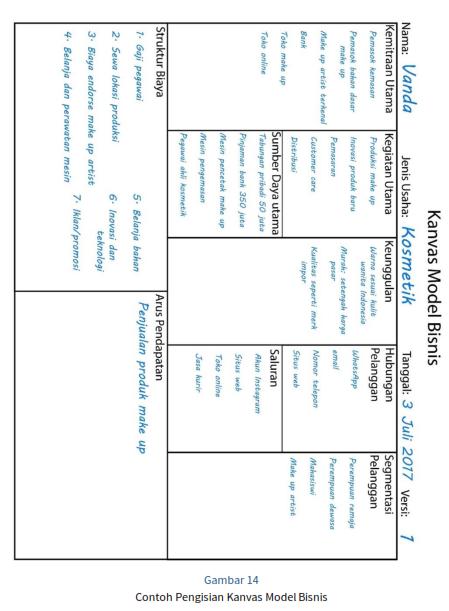 Kanvas Model Bisnis
Nama: Vanda Jenis Usaha: Kosmetik Tanggal: 3 Juli 2017 Versi: 1
Kemitraan Utama
Pemasok kemasan
Pemasok bahan dasar
make up
Make up artist terkenal
Bank
Toko make up
Toko online
Kegiatan Utama
Produksi make up
Inovasi produk baru
Pemasaran
Customer care
Distribusi
Sumber Daya utama
Tabungan pribadi 50 juta
Pinjaman bank 350 juta
Mesin pencetak make up
Mesin pengemasan
Pegawai ahli kosmetik
Keunggulan
Warna sesuai kulit
wanita Indonesia
Murah: setengah harga
pasar
Kualitas seperti merk
impor
Hubungan
Pelanggan
WhatsApp
email
Nomor telepon
Situs web
Saluran
Akun Instagram
Situs web
Toko online
Jasa kurir
Segmentasi
Pelanggan
Perempuan remaja
Perempuan dewasa
Mahasiswi
Make up artist
Struktur Biaya
1. Gaji pegawai
2. Sewa lokasi produksi
3. Biaya endorse make up artist
4. Belanja dan perawatan mesin
5. Belanja bahan
6. Inovasi dan
teknologi
7. Iklan/promosi
Arus Pendapatan
Penjualan produk make up
Gambar 14
Contoh Pengisian Kanvas Model Bisnis